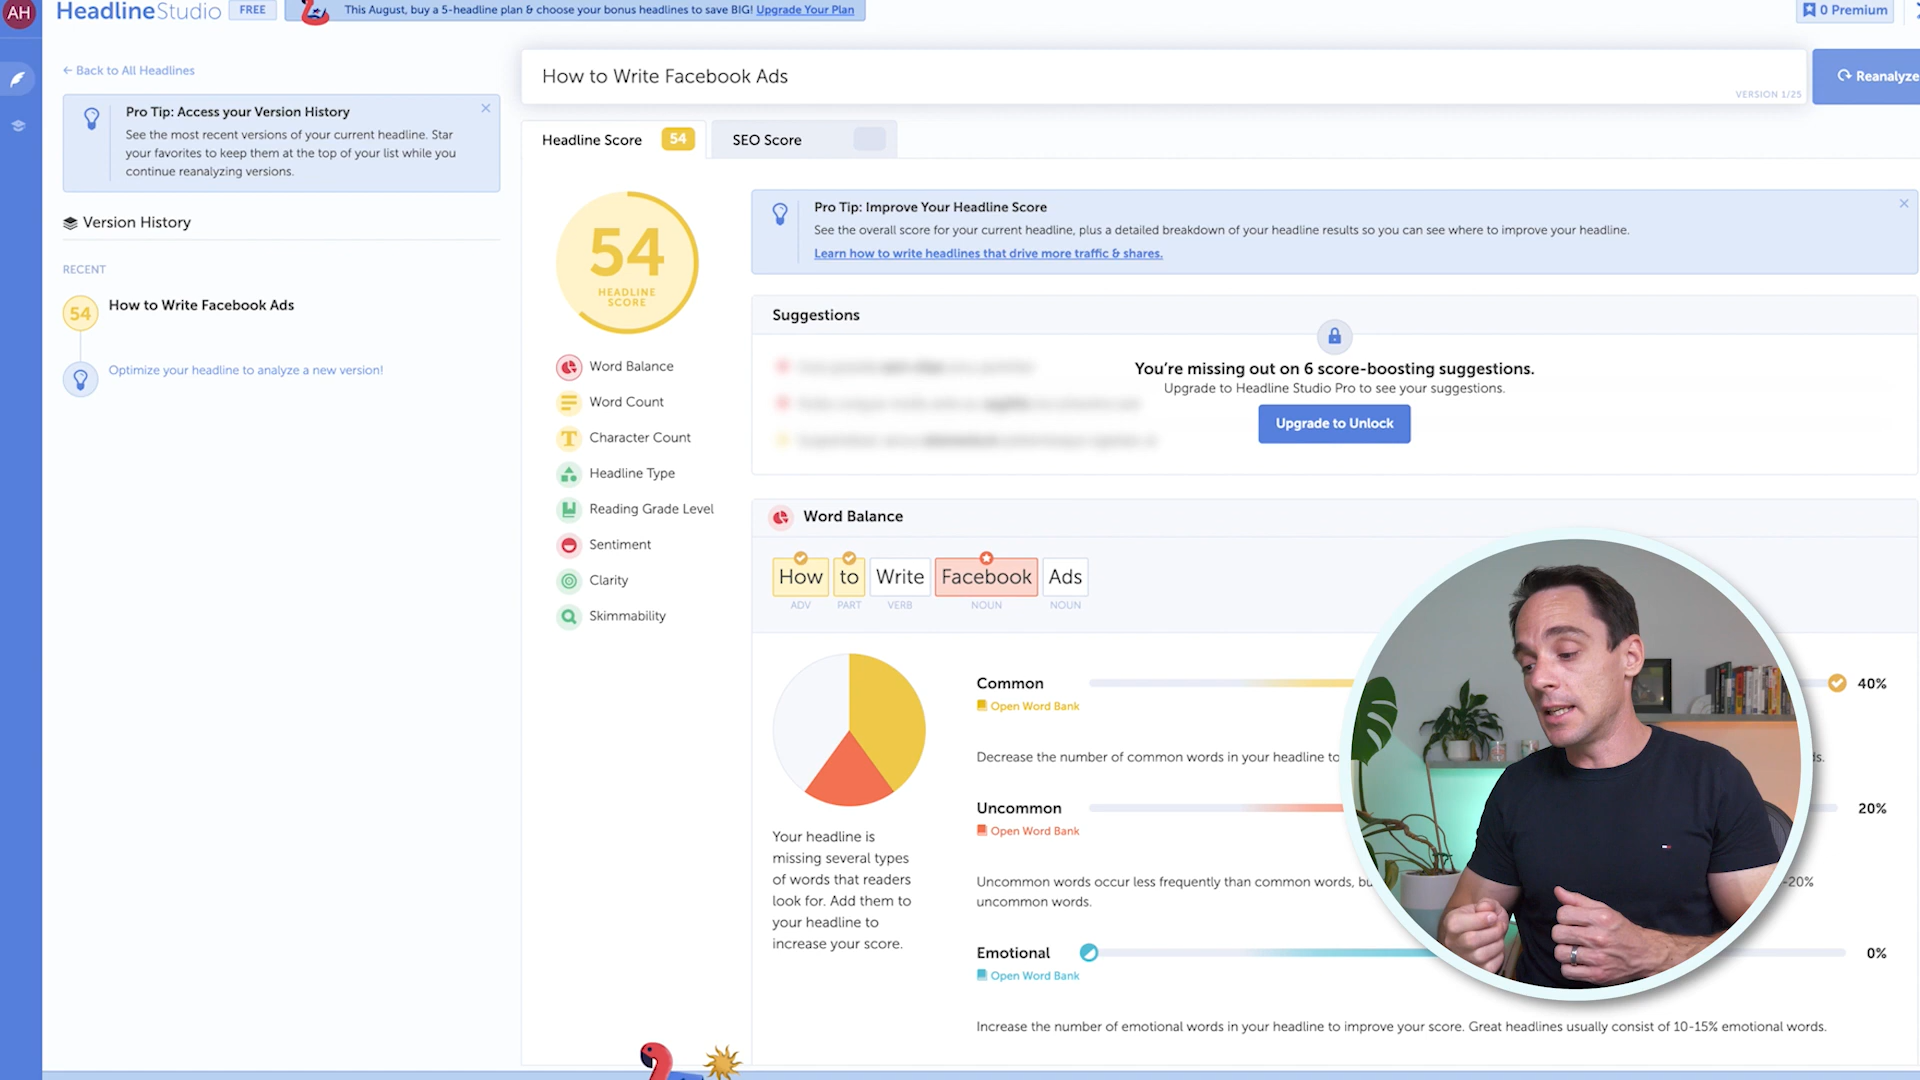 AH
HeadlineStudio
FREE
This August, buy a 5-headline plan & choose your bonus headlines to save BIG! Upgrade Your Plan
0 Premium
← Back to All Headlines
Pro Tip: Access your Version History
See the most recent versions of your current headline. Star
your favorites to keep them at the top of your list while you
continue reanalyzing versions.
Version History
RECENT
54
How to Write Facebook Ads
Optimize your headline to analyze a new version!
How to Write Facebook Ads
VERSION 1/25
Reanalyze
Headline Score
54
SEO Score
54
HEADLINE
SCORE
Word Balance
Word Count
Character Count
Headline Type
Reading Grade Level
Sentiment
Clarity
Skimmability
Pro Tip: Improve Your Headline Score
See the overall score for your current headline, plus a detailed breakdown of your headline results so you can see where to improve your headline.
Learn how to write headlines that drive more traffic & shares.
Suggestions
You're missing out on 6 score-boosting suggestions.
Upgrade to Headline Studio Pro to see your suggestions.
Upgrade to Unlock
Word Balance
How to Write Facebook Ads
ADV PART VERB NOUN NOUN
Your headline is
missing several types
of words that readers
look for. Add them to
your headline to
increase your score.
Common
40%
Open Word Bank
Decrease the number of common words in your headline to
Uncommon
20%
Open Word Bank
Uncommon words occur less frequently than common words, -20%
uncommon words.
Emotional
0%
Open Word Bank
Increase the number of emotional words in your headline to improve your score. Great headlines usually consist of 10-15% emotional words.